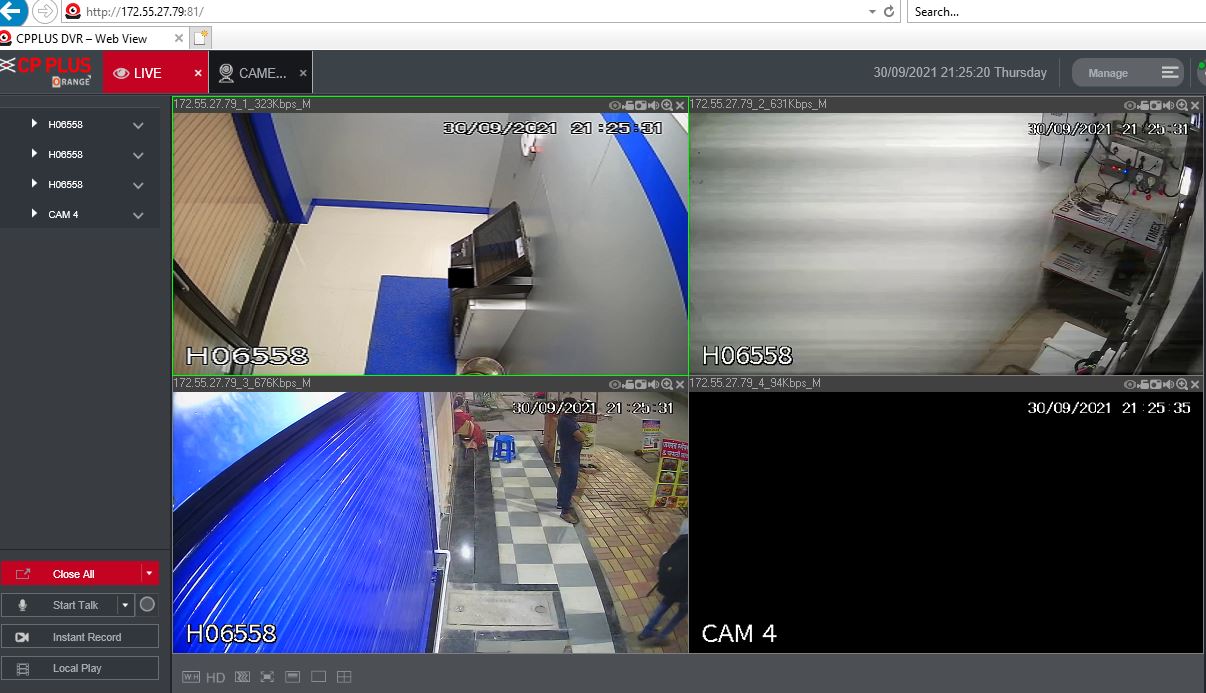 http://172.55.27.79:81/
Search...
CPPLUS DVR – Web View
CP PLUS
ORANGE
LIVE
CAME...
30/09/2021 21:25:20 Thursday
Manage
H06558
H06558
H06558
CAM 4
172.55.27.79_1_323Kbps_M
30/09/2021 21:25:31
H06558
172.55.27.79_2_631Kbps_M
30/09/2021 21:25:31
TIMEX
H06558
172.55.27.79_3_676Kbps_M
30/09/2021 21:25:31
H06558
172.55.27.79_4_94Kbps_M
30/09/2021 21:25:35
CAM 4
Close All
Start Talk
Instant Record
Local Play
W:H HD